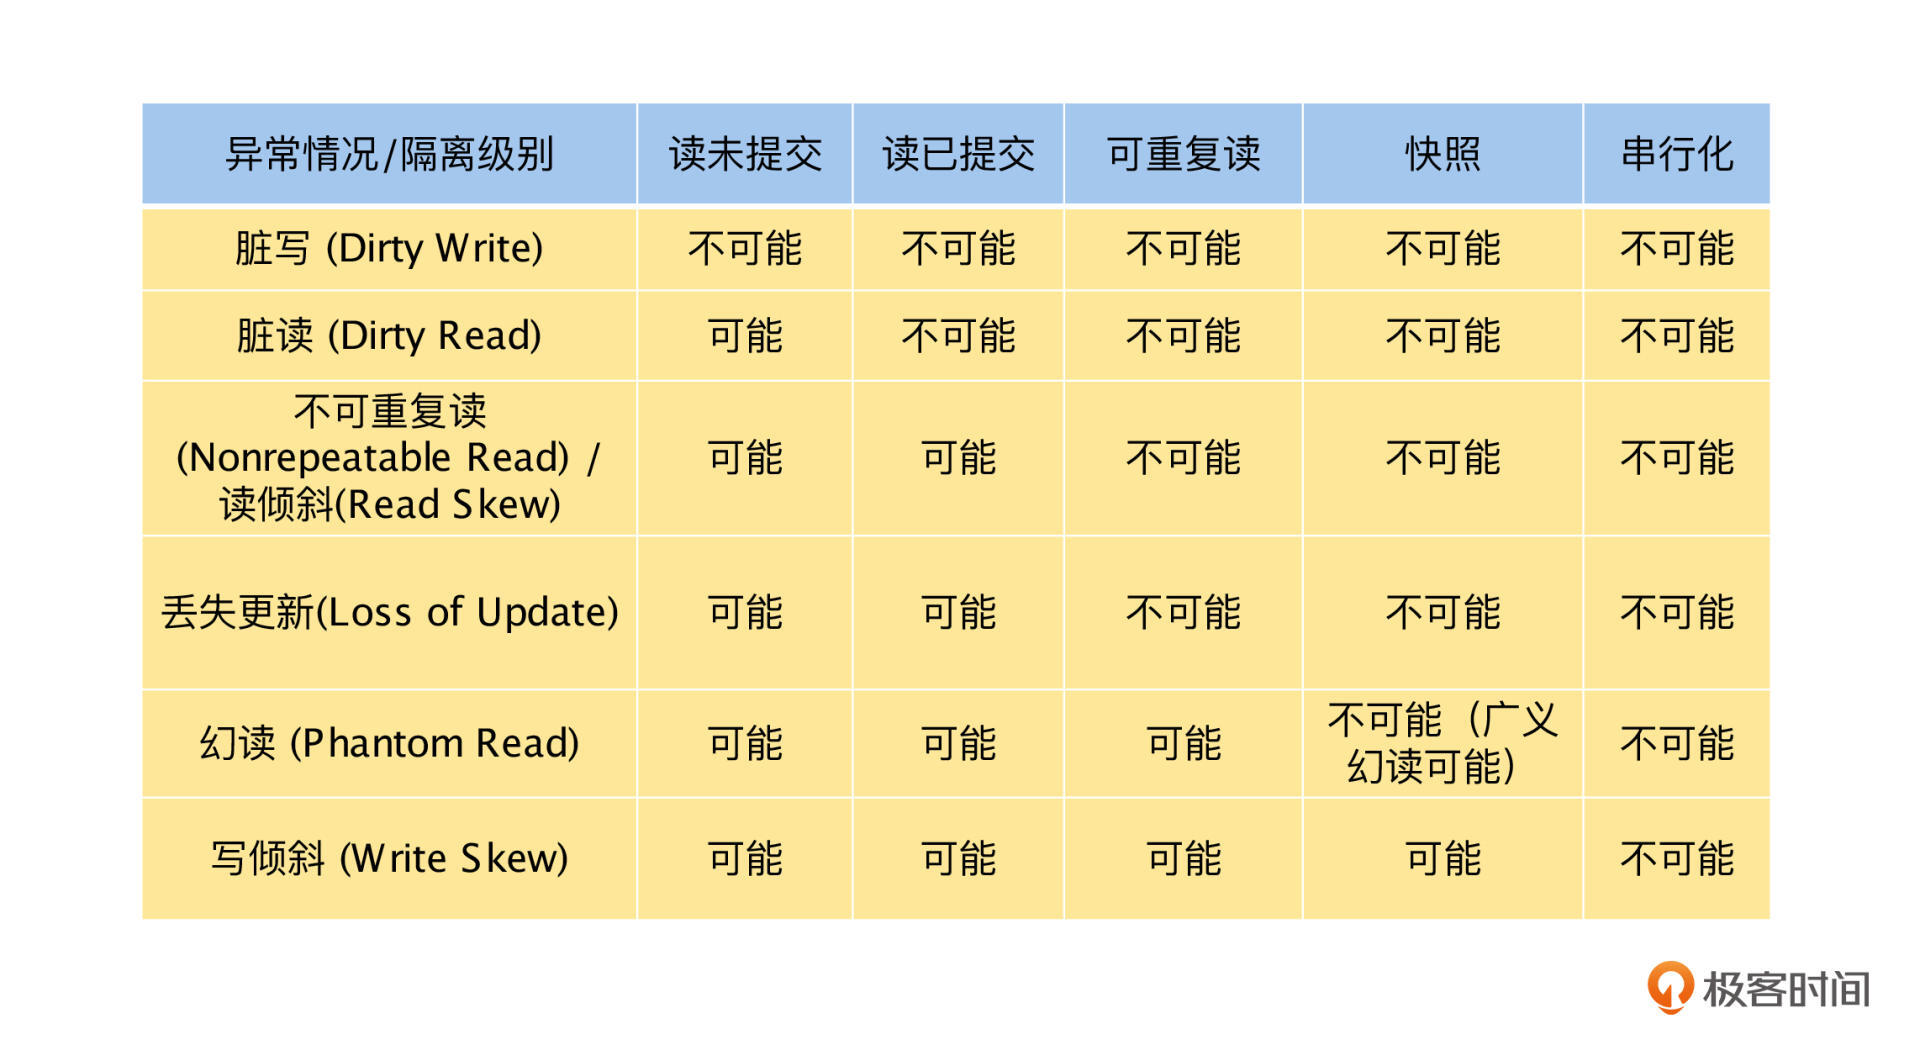 异常情况/隔离级别 读未提交 读已提交 可重复读 快照 串行化
脏写 (Dirty Write) 不可能 不可能 不可能 不可能 不可能
脏读 (Dirty Read) 可能 不可能 不可能 不可能 不可能
不可重复读
(Nonrepeatable Read) / 可能 可能 不可能 不可能 不可能
读倾斜(Read Skew)
丢失更新(Loss of Update) 可能 可能 不可能 不可能 不可能
幻读 (Phantom Read) 可能 可能 可能 不可能（广义
幻读可能） 不可能
写倾斜 (Write Skew) 可能 可能 可能 可能 不可能
极客时间